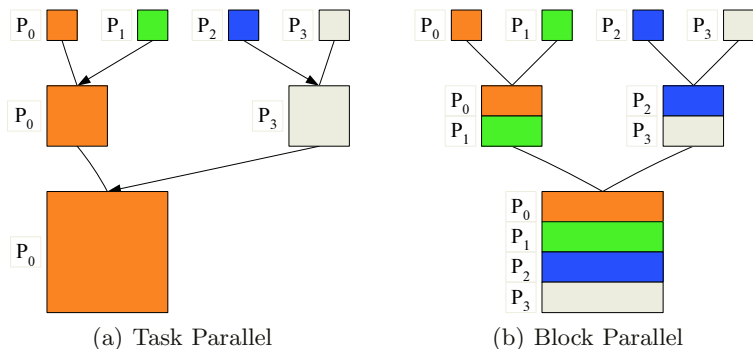 P0 P1 P2 P3
P0 P3
P0
(a) Task Parallel
P0 P1 P2 P3
P0 P2
P1 P3
P0
P1
P2
P3
(b) Block Parallel